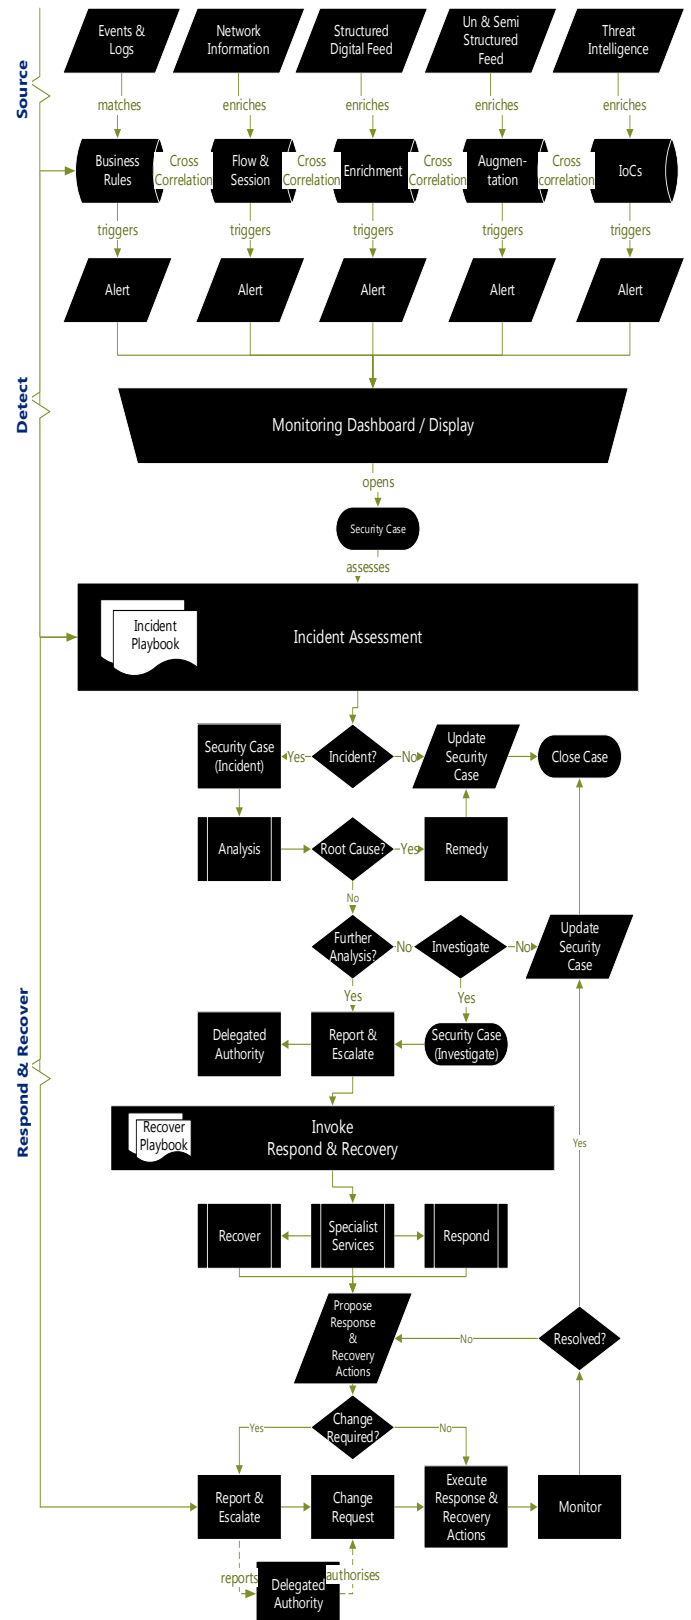 Source
Events &
Logs
Network
Information
Structured
Digital Feed
Un & Semi
Structured
Feed
Threat
Intelligence
matches
enriches
enriches
enriches
enriches
Business
Rules
Cross
Correlation
Flow &
Session
Cross
Correlation
Enrichment
Cross
Correlation
Augmen-
tation
Cross
correlation
IoCs
triggers
triggers
triggers
triggers
triggers
Alert
Alert
Alert
Alert
Alert
Detect
Monitoring Dashboard / Display
opens
Security Case
assesses
Incident
Playbook
Incident Assessment
Security Case
(Incident)
Yes
Incident?
No
Update
Security
Case
Close Case
Analysis
Root Cause?
Yes
Remedy
No
Further
Analysis?
No
Investigate
No
Update
Security
Case
Yes
Yes
Respond & Recover
Delegated
Authority
Report &
Escalate
Security Case
(Investigate)
Recover
Playbook
Invoke
Respond & Recovery
Yes
Recover
Specialist
Services
Respond
Propose
Response
&
Recovery
Actions
No
Resolved?
Yes
Change
Required?
No
Report &
Escalate
Change
Request
Execute
Response &
Recovery
Actions
Monitor
reports
Delegated
Authority
authorises